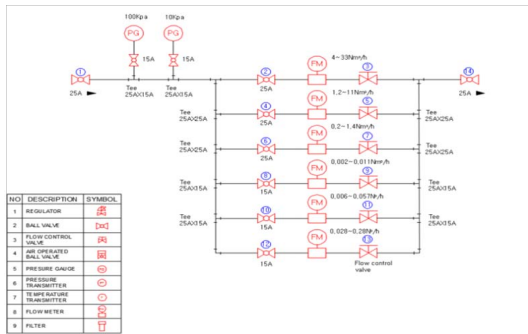 100Kpa
10Kpa
PG
PG
15A
15A
1
25A
Tee
25AX15A
Tee
25AX15A
2
25A
FM
4-33N㎥/h
3
14
25A
Tee
25AX25A
4
25A
FM
1,2-11N㎥/h
5
Tee
25AX25A
Tee
25AX25A
6
25A
FM
0,2-1,4N㎥/h
7
Tee
25AX25A
Tee
25AX15A
8
15A
FM
0,002-0,011N㎥/h
9
Tee
25AX15A
Tee
25AX15A
10
15A
FM
0,006-0,057N㎥/h
11
Tee
25AX15A
12
15A
FM
0,028-0,28N㎥/h
13
Flow control
valve
NO DESCRIPTION SYMBOL
1 REGULATOR
2 BALL VALVE
3 FLOW CONTROL VALVE
4 AIR OPERATED BALL VALVE
5 PRESURE GAUGE
6 PRESSURE TRANSMITTER
7 TEMPERATURE TRANSMITTER
8 FLOW METER
9 FILTER